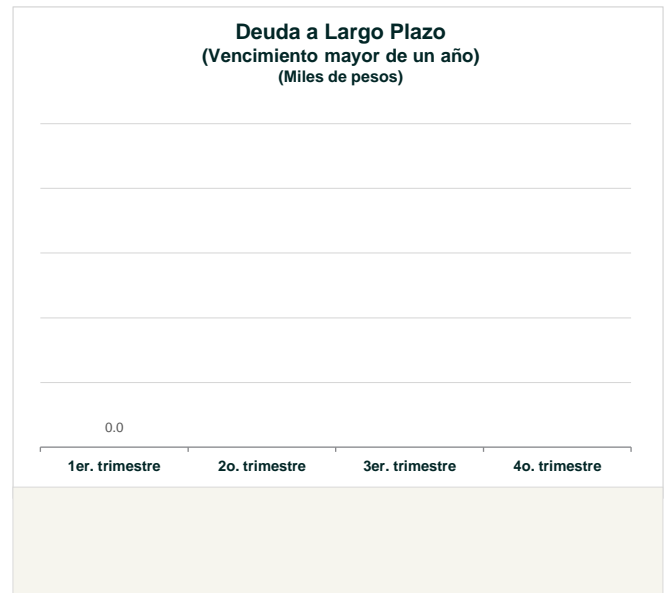 Deuda a Largo Plazo
(Vencimiento mayor de un año)
(Miles de pesos)
0.0
1er. trimestre 2o. trimestre 3er. trimestre 4o. trimestre